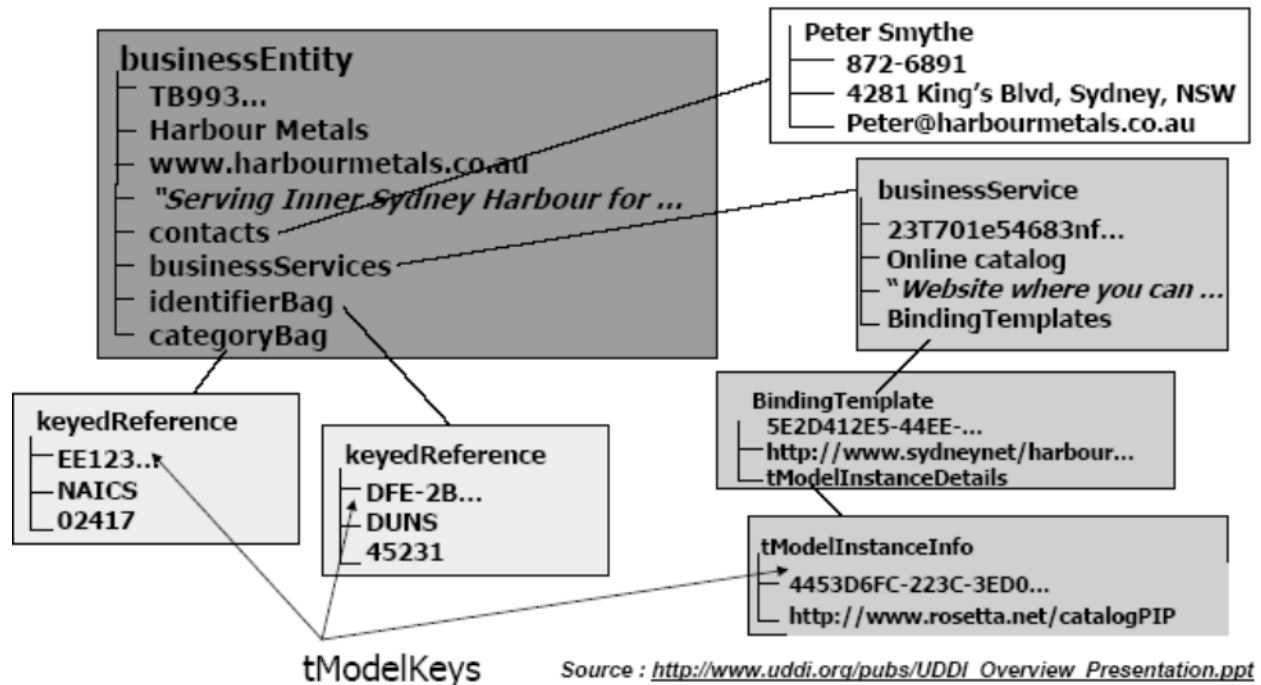 businessEntity
TB993...
Harbour Metals
www.harbourmetals.co.au
"Serving Inner Sydney Harbour for ...
contacts
businessServices
identifierBag
categoryBag
Peter Smythe
872-6891
4281 King's Blvd, Sydney, NSW
Peter@harbourmetals.co.au
businessService
23T701e54683nf...
Online catalog
"Website where you can ...
BindingTemplates
BindingTemplate
5E2D412E5-44EE-...
http://www.sydneynet/harbour...
tModelInstanceDetails
tModelInstanceInfo
4453D6FC-223C-3ED0...
http://www.rosetta.net/catalogPIP
keyedReference
EE123...
NAICS
02417
keyedReference
DFE-2B...
DUNS
45231
tModelKeys
Source : http://www.uddi.org/pubs/UDDI_Overview_Presentation.ppt